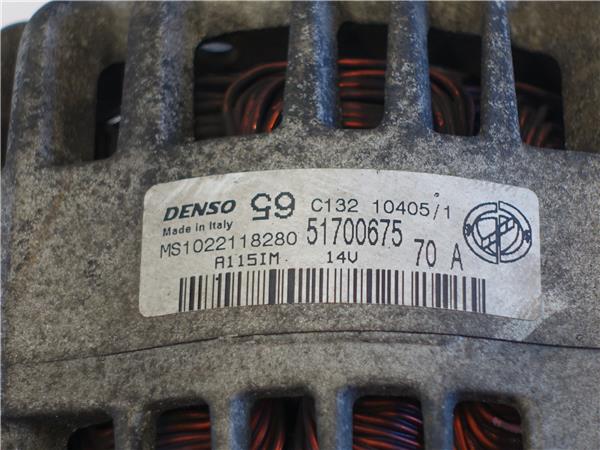 DENSO 65 C132 10405/1
Made in Italy
MS1022118280 51700675 70 A
A115IM 14V